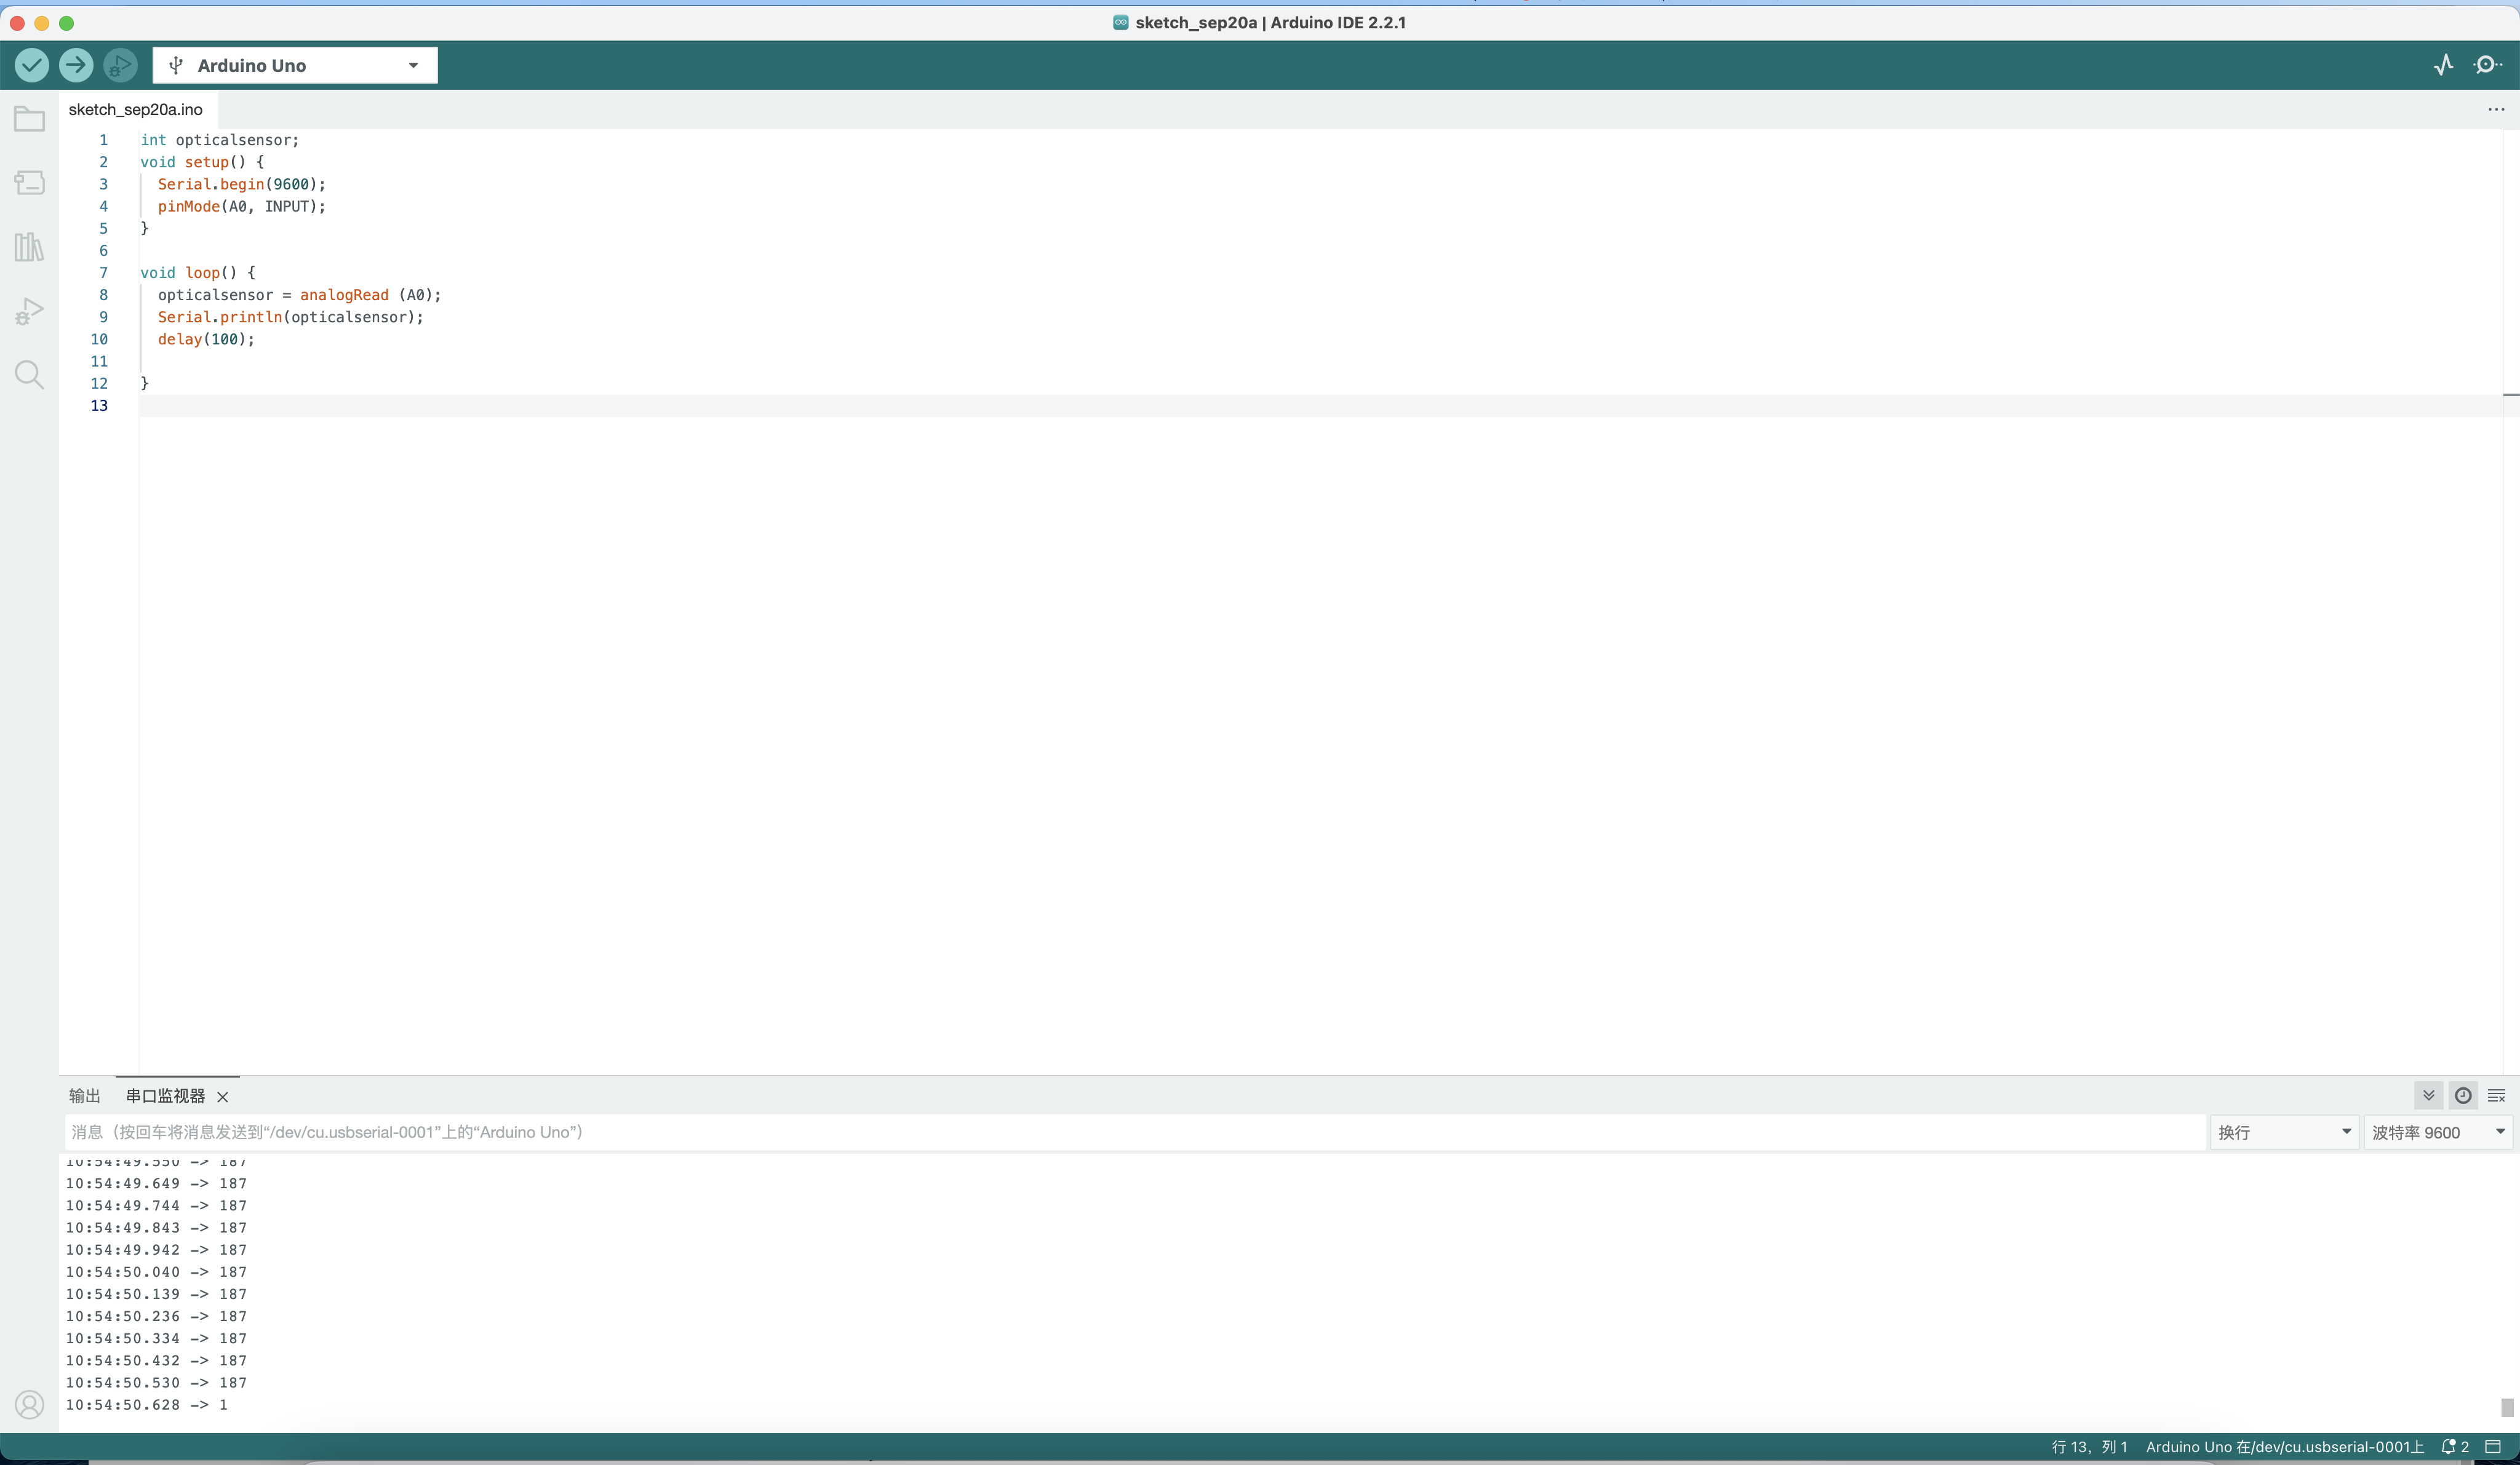 sketch_sep20a | Arduino IDE 2.2.1
Arduino Uno
sketch_sep20a.ino
1 int opticalsensor;
2 void setup() {
3 Serial.begin(9600);
4 pinMode(A0, INPUT);
5 }
6
7 void loop() {
8 opticalsensor = analogRead (A0);
9 Serial.println(opticalsensor);
10 delay(100);
11
12 }
13
输出 串口监视器
消息（按回车将消息发送到“/dev/cu.usbserial-0001”上的“Arduino Uno”） 换行 波特率 9600
10:54:49.550 -> 187
10:54:49.649 -> 187
10:54:49.744 -> 187
10:54:49.843 -> 187
10:54:49.942 -> 187
10:54:50.040 -> 187
10:54:50.139 -> 187
10:54:50.236 -> 187
10:54:50.334 -> 187
10:54:50.432 -> 187
10:54:50.530 -> 187
10:54:50.628 -> 1
行 13，列 1 Arduino Uno 在/dev/cu.usbserial-0001上 2